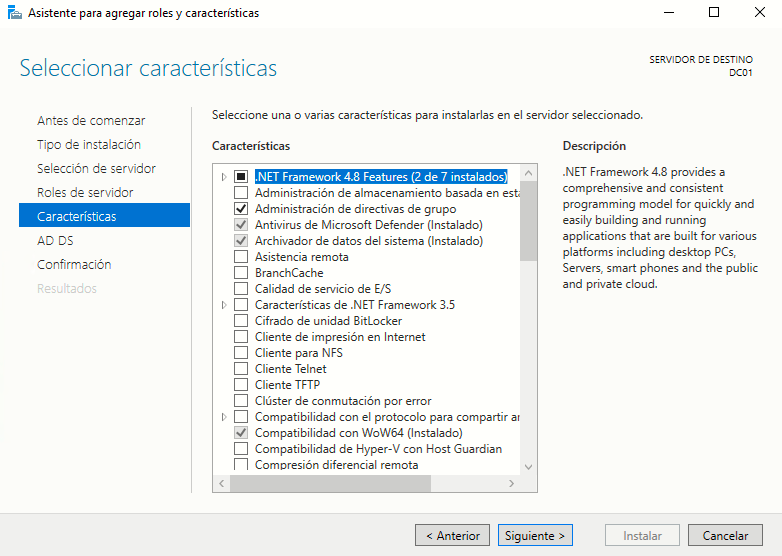 Asistente para agregar roles y características
Seleccionar características
SERVIDOR DE DESTINO
DC01
Antes de comenzar
Tipo de instalación
Selección de servidor
Roles de servidor
Características
AD DS
Confirmación
Resultados
Seleccione una o varias características para instalarlas en el servidor seleccionado.
Características
.NET Framework 4.8 Features (2 de 7 instalados)
Administración de almacenamiento basada en está
Administración de directivas de grupo
Antivirus de Microsoft Defender (Instalado)
Archivador de datos del sistema (Instalado)
Asistencia remota
BranchCache
Calidad de servicio de E/S
Características de .NET Framework 3.5
Cifrado de unidad BitLocker
Cliente de impresión en Internet
Cliente para NFS
Cliente Telnet
Cliente TFTP
Clúster de conmutación por error
Compatibilidad con el protocolo para compartir ar
Compatibilidad con WoW64 (Instalado)
Compatibilidad de Hyper-V con Host Guardian
Compresión diferencial remota
Descripción
.NET Framework 4.8 provides a
comprehensive and consistent
programming model for quickly and
easily building and running
applications that are built for various
platforms including desktop PCs,
Servers, smart phones and the public
and private cloud.
< Anterior
Siguiente >
Instalar
Cancelar